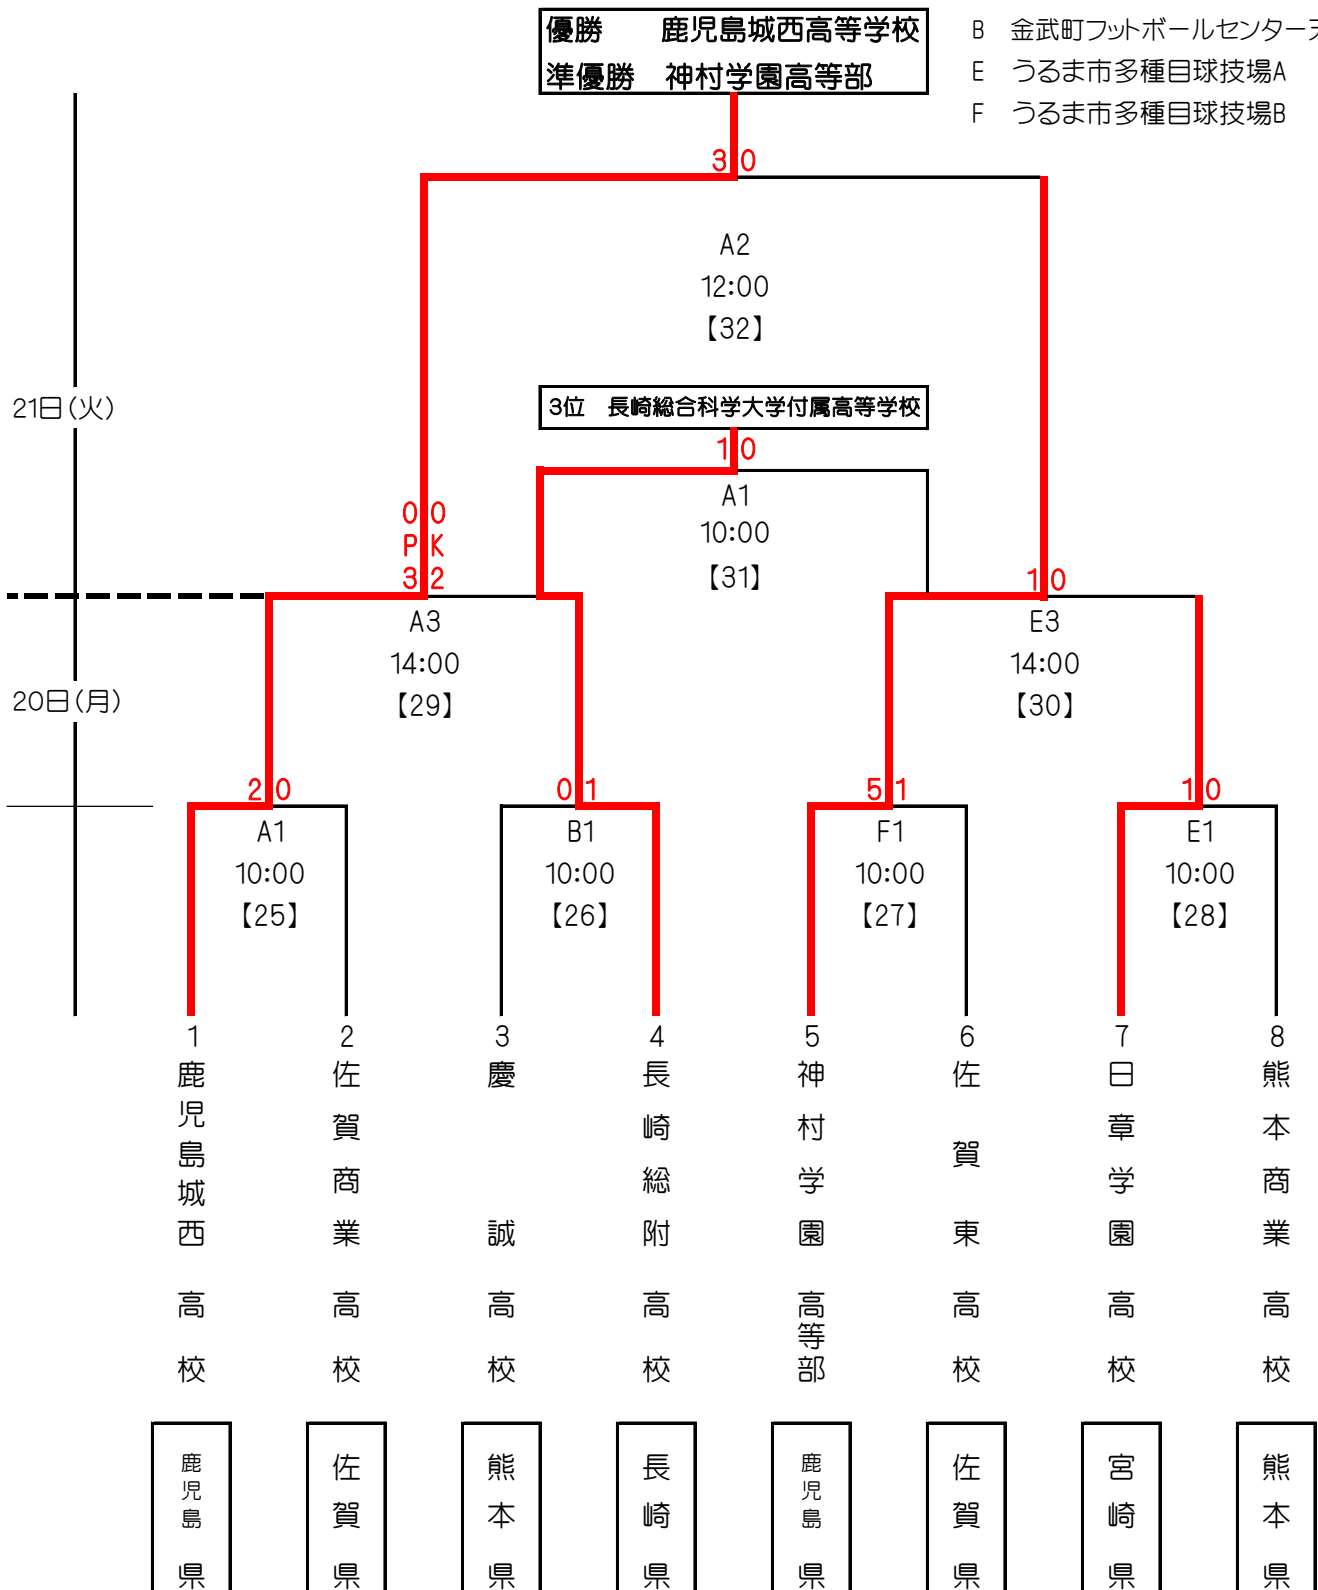 優勝　鹿児島城西高等学校
準優勝　神村学園高等部
B　金武町フットボールセンター
E　うるま市多種目球技場A
F　うるま市多種目球技場B
3 0
A2
12:00
【32】
21日(火)
3位　長崎総合科学大学付属高等学校
1 0
A1
10:00
【31】
0 0
P K
3 2
1 0
A3
14:00
【29】
E3
14:00
【30】
20日(月)
2 0
A1
10:00
【25】
0 1
B1
10:00
【26】
5 1
F1
10:00
【27】
1 0
E1
10:00
【28】
1
鹿児島城西高校
鹿児島県
2
佐賀商業高校
佐賀県
3
慶誠高校
熊本県
4
長崎総附高校
長崎県
5
神村学園高等部
鹿児島県
6
佐賀東高校
佐賀県
7
日章学園高校
宮崎県
8
熊本商業高校
熊本県